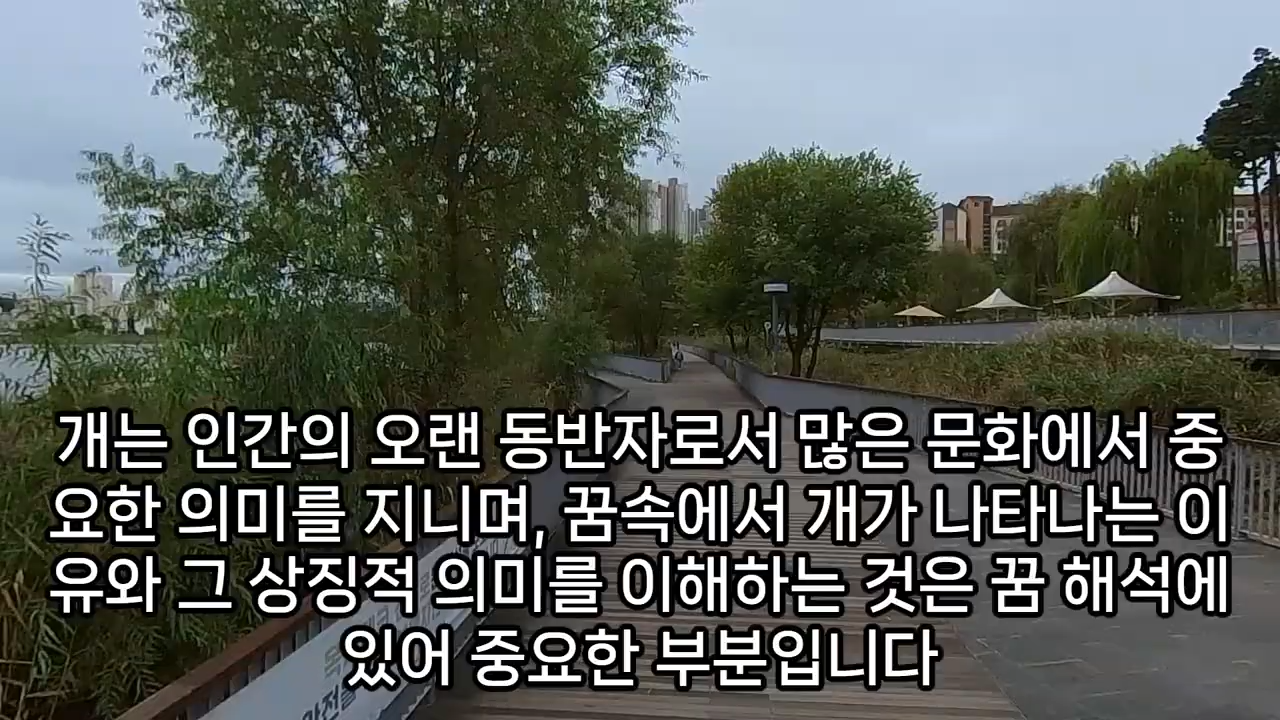 개는 인간의 오랜 동반자로서 많은 문화에서 중
요한 의미를 지니며, 꿈속에서 개가 나타나는 이
유와 그 상징적 의미를 이해하는 것은 꿈 해석에
있어 중요한 부분입니다